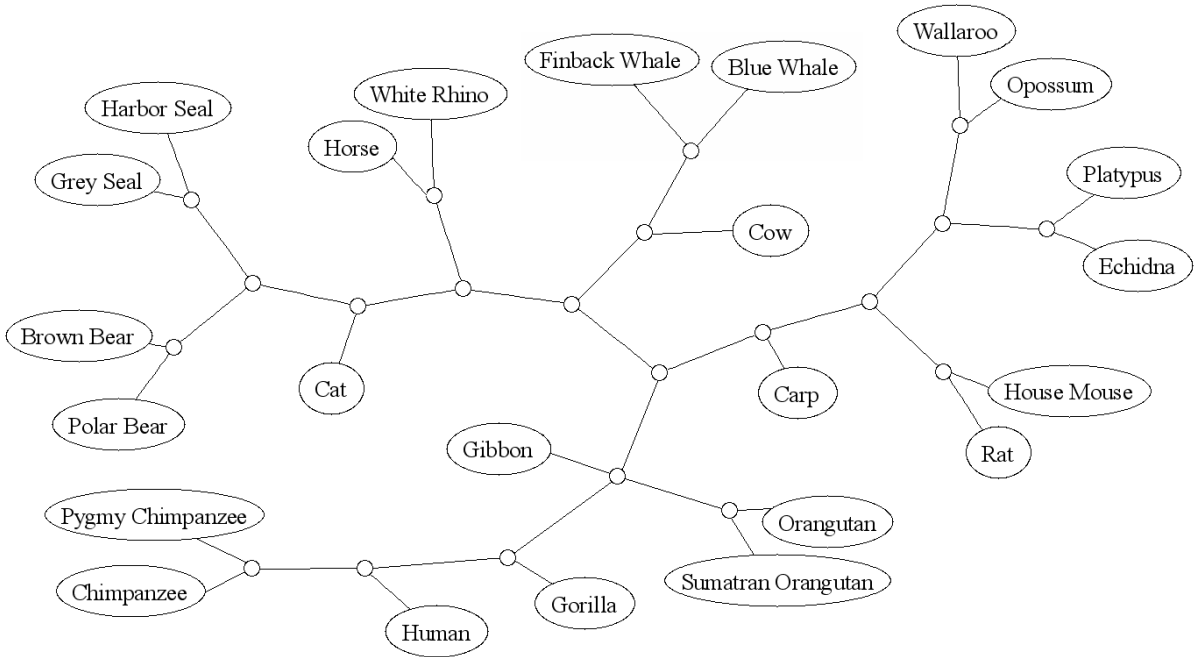 Wallaroo
Finback Whale
Blue Whale
Opossum
White Rhino
Harbor Seal
Horse
Platypus
Grey Seal
Cow
Echidna
Brown Bear
Cat
Carp
House Mouse
Polar Bear
Gibbon
Rat
Pygmy Chimpanzee
Orangutan
Sumatran Orangutan
Chimpanzee
Gorilla
Human